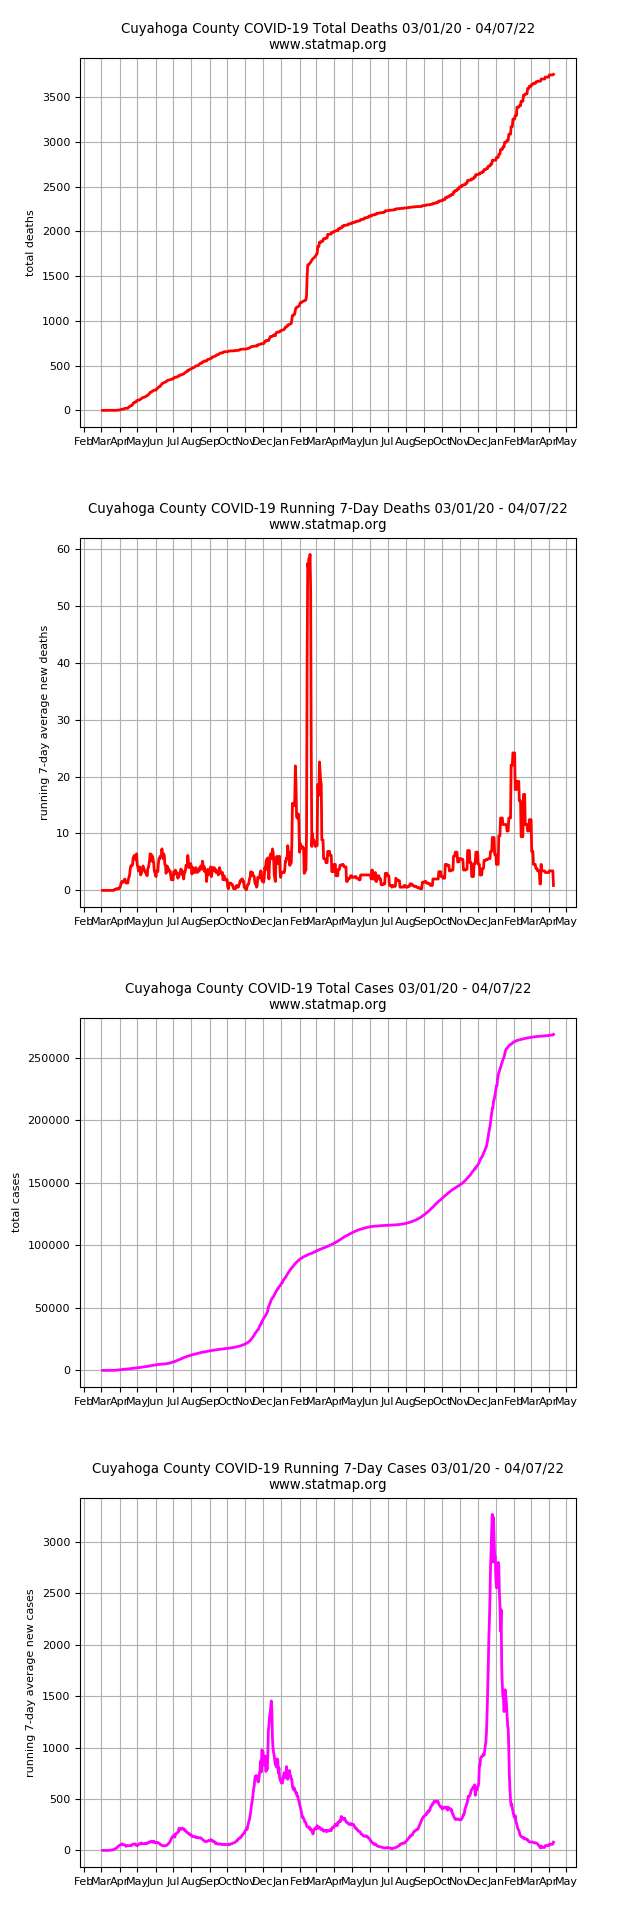 Cuyahoga County COVID-19 Total Deaths 03/01/20 - 04/07/22
www.statmap.org
total deaths
3500
3000
2500
2000
1500
1000
500
0
Feb Mar Apr May Jun Jul Aug Sep Oct Nov Dec Jan Feb Mar Apr May Jun Jul Aug Sep Oct Nov Dec Jan Feb Mar Apr May
Cuyahoga County COVID-19 Running 7-Day Deaths 03/01/20 - 04/07/22
www.statmap.org
running 7-day average new deaths
60
50
40
30
20
10
0
Feb Mar Apr May Jun Jul Aug Sep Oct Nov Dec Jan Feb Mar Apr May Jun Jul Aug Sep Oct Nov Dec Jan Feb Mar Apr May
Cuyahoga County COVID-19 Total Cases 03/01/20 - 04/07/22
www.statmap.org
total cases
250000
200000
150000
100000
50000
0
Feb Mar Apr May Jun Jul Aug Sep Oct Nov Dec Jan Feb Mar Apr May Jun Jul Aug Sep Oct Nov Dec Jan Feb Mar Apr May
Cuyahoga County COVID-19 Running 7-Day Cases 03/01/20 - 04/07/22
www.statmap.org
running 7-day average new cases
3000
2500
2000
1500
1000
500
0
Feb Mar Apr May Jun Jul Aug Sep Oct Nov Dec Jan Feb Mar Apr May Jun Jul Aug Sep Oct Nov Dec Jan Feb Mar Apr May